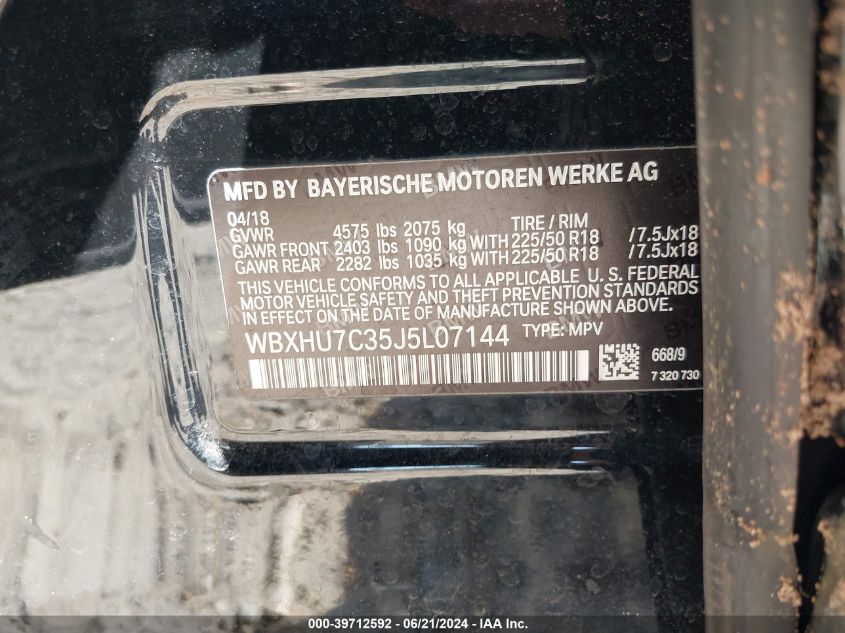 MFD BY BAYERISCHE MOTOREN WERKE AG
04/18
GVWR 4575 lbs 2075 kg TIRE / RIM
GAWR FRONT 2403 lbs 1090 kg WITH 225/50 R18 /7.5Jx18
GAWR REAR 2282 lbs 1035 kg WITH 225/50 R18 /7.5Jx18
THIS VEHICLE CONFORMS TO ALL APPLICABLE U. S. FEDERAL
MOTOR VEHICLE SAFETY AND THEFT PREVENTION STANDARDS
IN EFFECT ON THE DATE OF MANUFACTURE SHOWN ABOVE.
WBXHU7C35J5L07144 TYPE: MPV
668/9
7 320 730
000-39712592 - 06/21/2024 - IAA Inc.